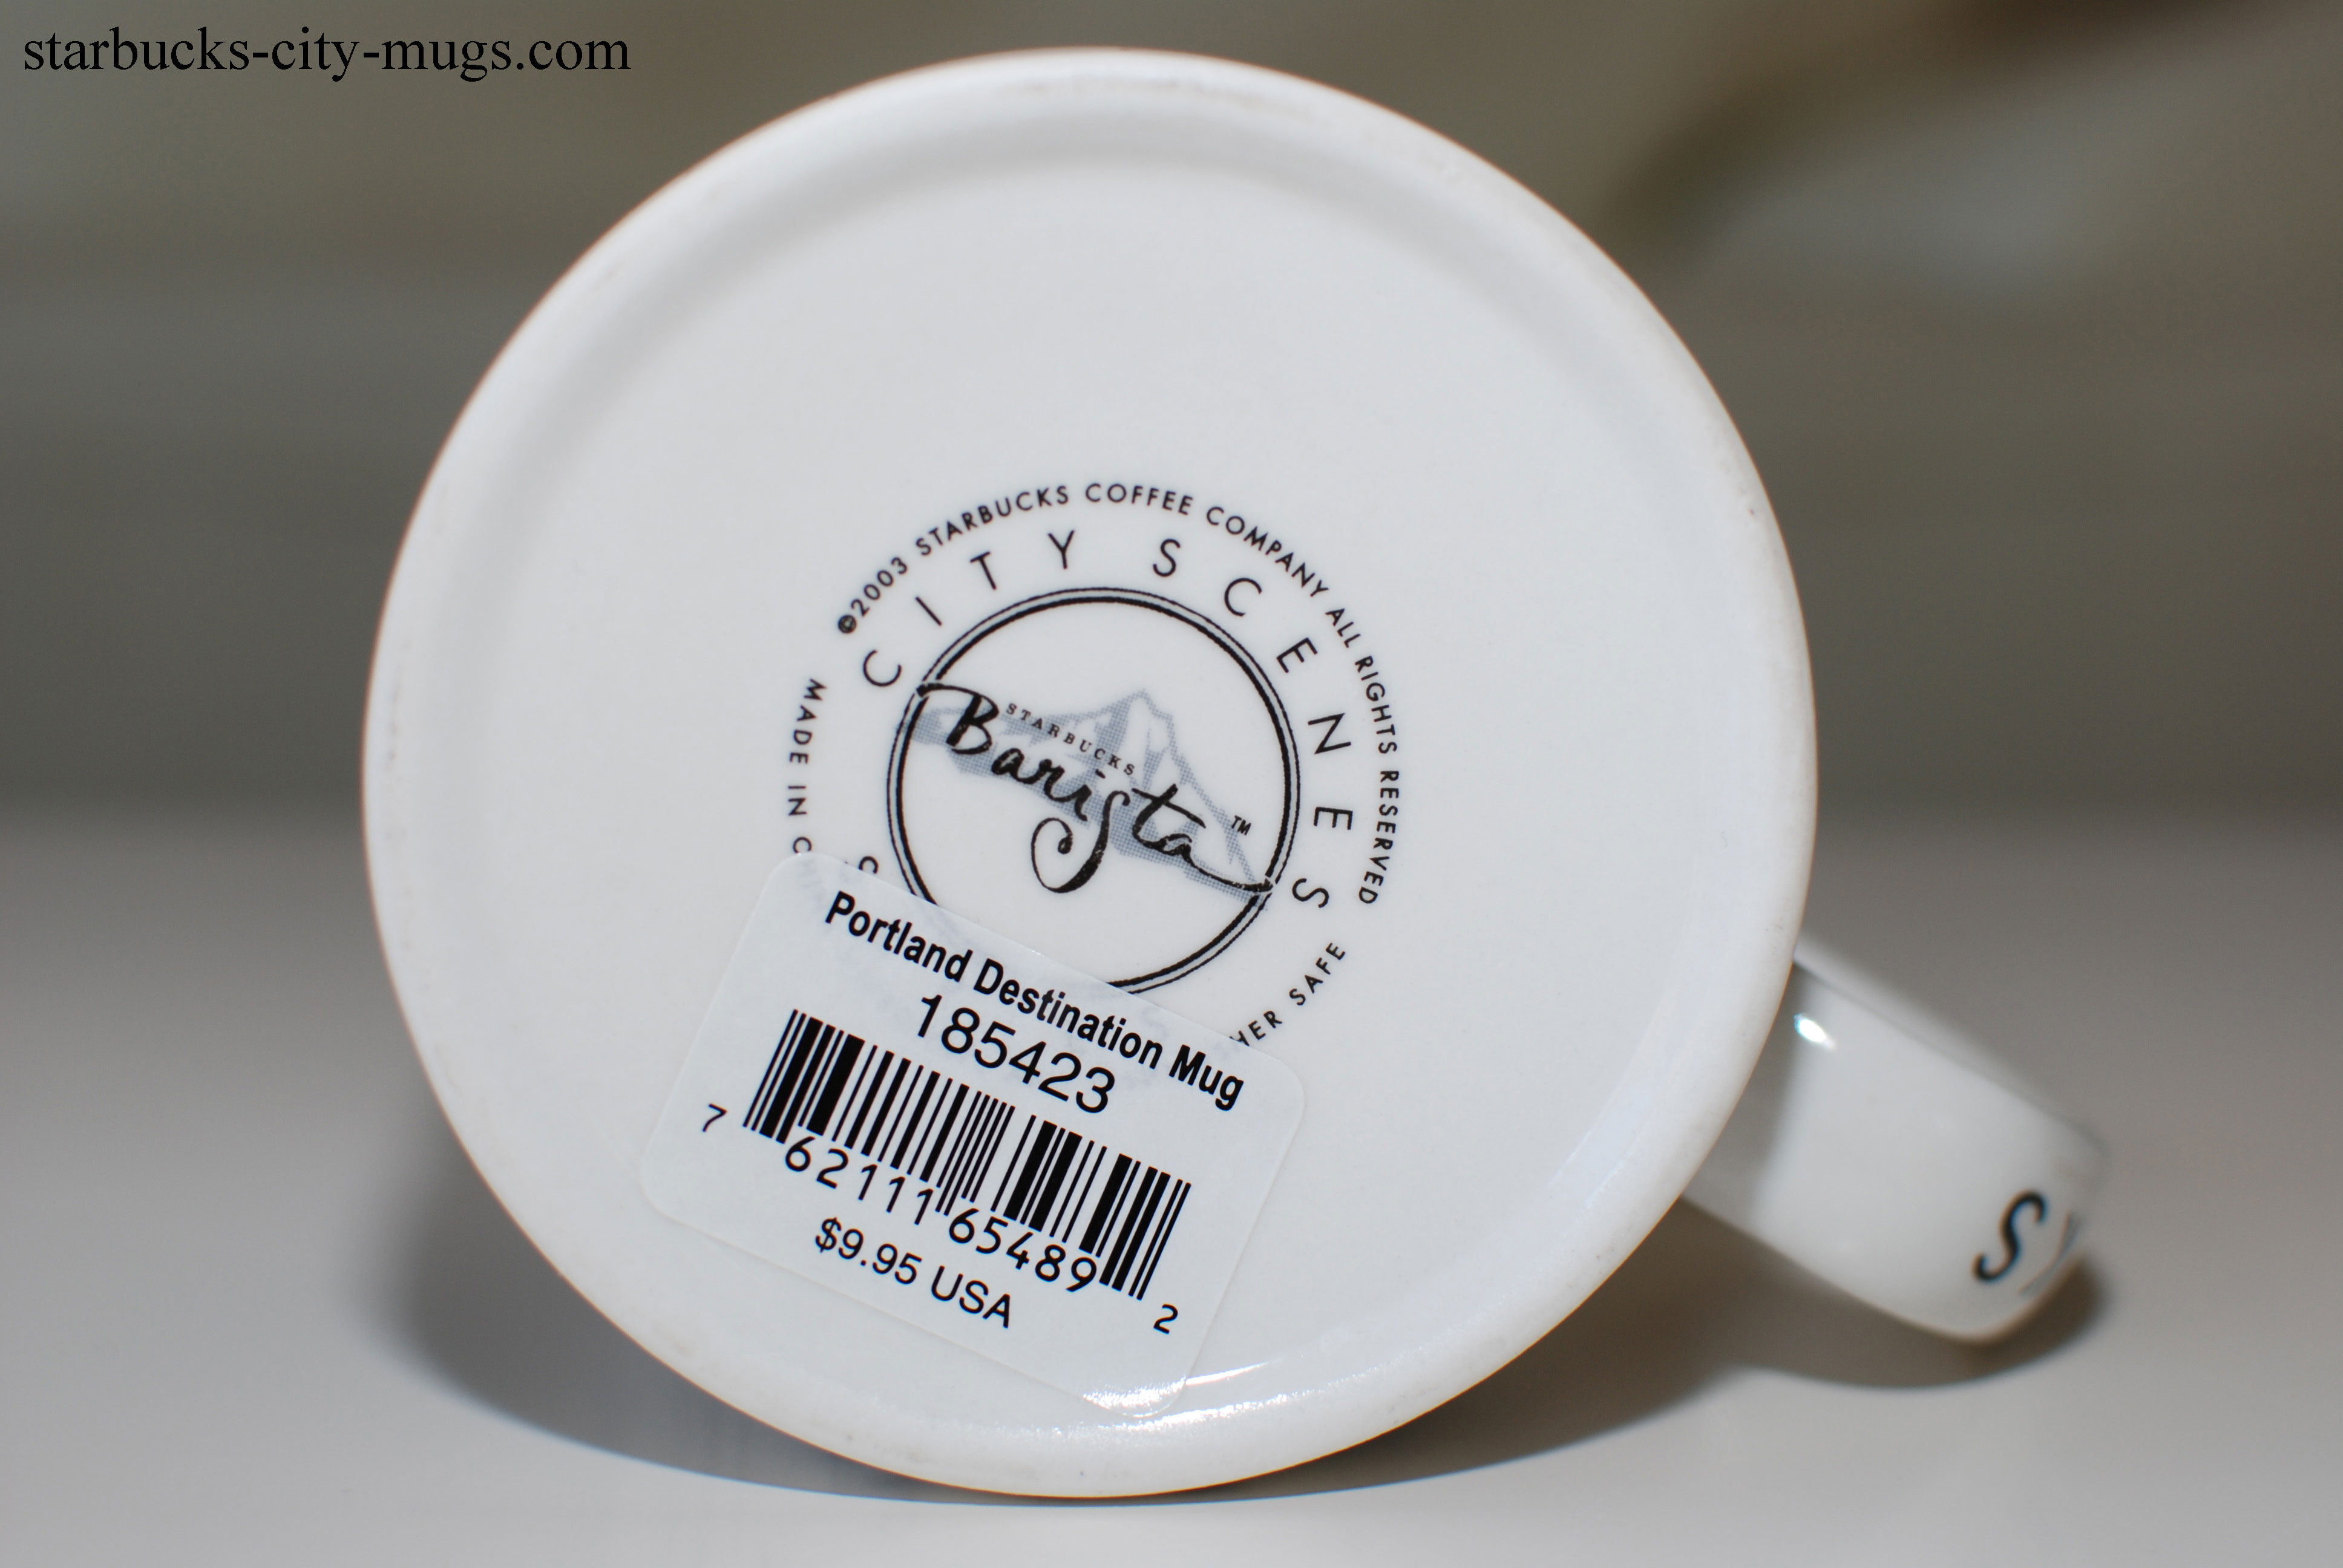 starbucks-city-mugs.com
©2003 STARBUCKS COFFEE COMPANY ALL RIGHTS RESERVED
CITY SCENES
STARBUCKS
Barista™
MADE IN
SAFE
Portland Destination Mug
185423
7 62111 65489 2
$9.95 USA